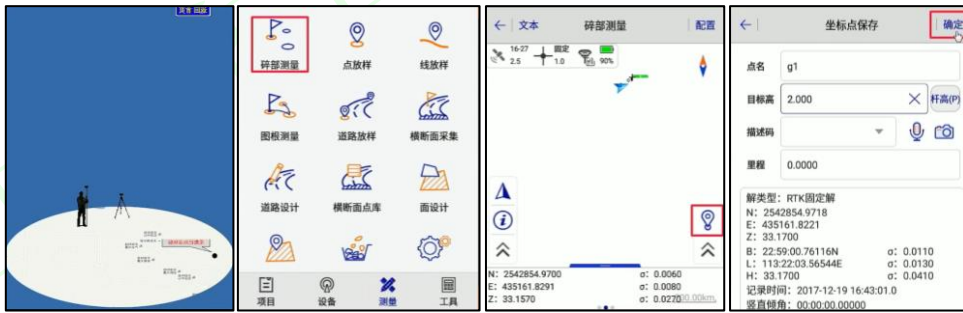 碎部测量
点放样
线放样
图根测量
道路放样
横断面采集
道路设计
横断面点库
面设计
项目
设备
测量
工具
文本
碎部测量
配置
16-27
2.5
固定
1.0
90%
N: 2542854.9700
σ: 0.0060
E: 435161.8291
σ: 0.0080
Z: 33.1570
σ: 0.0270
坐标点保存
确定
点名
g1
目标高
2.000
杆高(P)
描述码
里程
0.0000
解类型: RTK固定解
N: 2542854.9718
E: 435161.8221
Z: 33.1700
B: 22:59:00.76116N
σ: 0.0110
L: 113:22:03.56544E
σ: 0.0130
H: 33.1700
σ: 0.0410
记录时间: 2017-12-19 16:43:01.0
竖直倾角: 00:00:00.00000